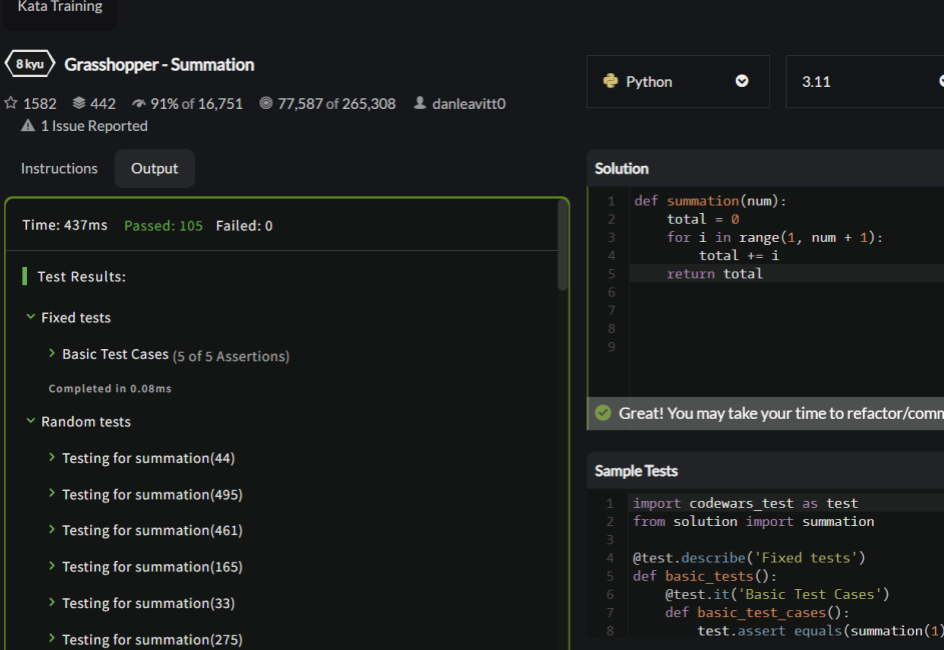 Kata Training
8 kyu Grasshopper - Summation
1582 442 91% of 16,751 77,587 of 265,308 danleavitt0
1 Issue Reported
Instructions Output
Time: 437ms Passed: 105 Failed: 0
Test Results:
Fixed tests
Basic Test Cases (5 of 5 Assertions)
Completed in 0.08ms
Random tests
Testing for summation(44)
Testing for summation(495)
Testing for summation(461)
Testing for summation(165)
Testing for summation(33)
Testing for summation(275)
Python 3.11
Solution
1 def summation(num):
2     total = 0
3     for i in range(1, num + 1):
4         total += i
5     return total
6
7
8
9
Great! You may take your time to refactor/comm
Sample Tests
1 import codewars_test as test
2 from solution import summation
3
4 @test.describe('Fixed tests')
5 def basic_tests():
6     @test.it('Basic Test Cases')
7     def basic_test_cases():
8         test.assert_equals(summation(1)